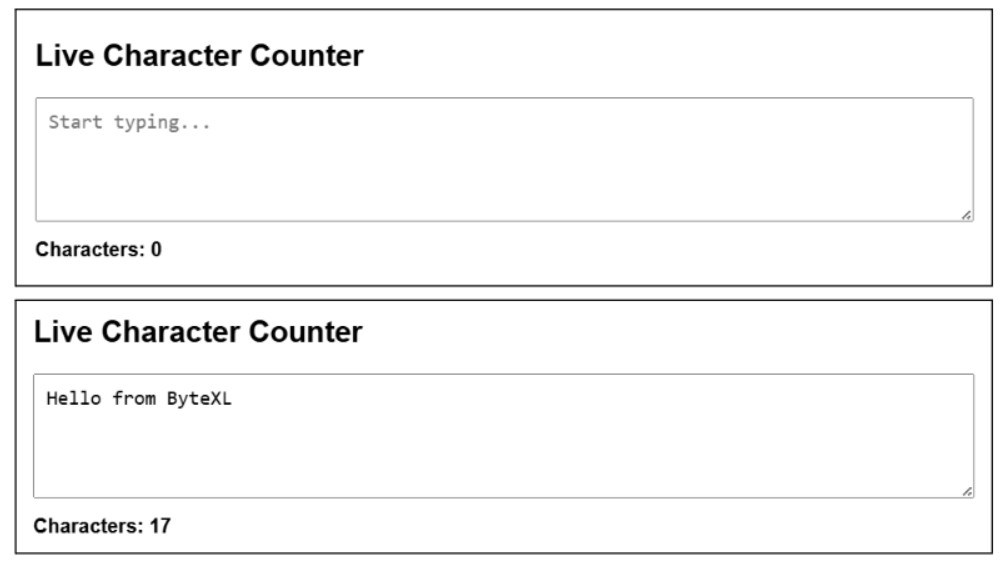 Live Character Counter
Start typing...
Characters: 0
Live Character Counter
Hello from ByteXL
Characters: 17